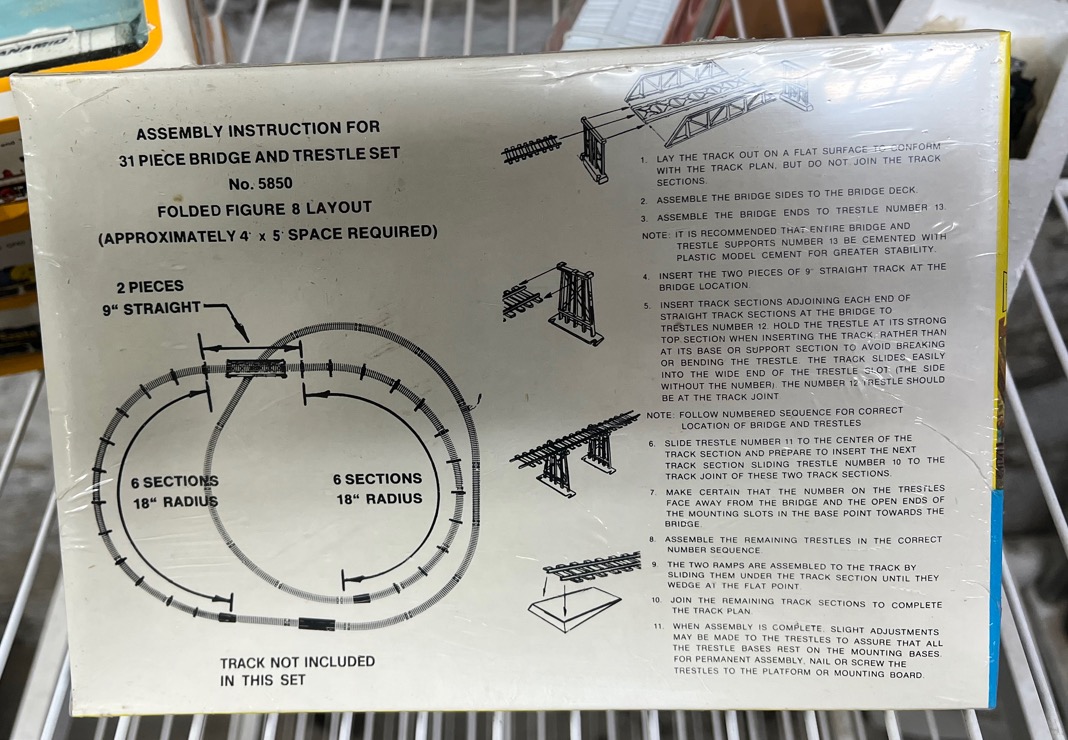 ASSEMBLY INSTRUCTION FOR
31 PIECE BRIDGE AND TRESTLE SET
No. 5850
FOLDED FIGURE 8 LAYOUT
(APPROXIMATELY 4' x 5' SPACE REQUIRED)
2 PIECES
9" STRAIGHT
6 SECTIONS
18" RADIUS
6 SECTIONS
18" RADIUS
TRACK NOT INCLUDED
IN THIS SET
1. LAY THE TRACK OUT ON A FLAT SURFACE TO CONFORM
WITH THE TRACK PLAN, BUT DO NOT JOIN THE TRACK
SECTIONS.
2. ASSEMBLE THE BRIDGE SIDES TO THE BRIDGE DECK.
3. ASSEMBLE THE BRIDGE ENDS TO TRESTLE NUMBER 13.
NOTE: IT IS RECOMMENDED THAT ENTIRE BRIDGE AND
TRESTLE SUPPORTS NUMBER 13 BE CEMENTED WITH
PLASTIC MODEL CEMENT FOR GREATER STABILITY.
4. INSERT THE TWO PIECES OF 9" STRAIGHT TRACK AT THE
BRIDGE LOCATION.
5. INSERT TRACK SECTIONS ADJOINING EACH END OF
STRAIGHT TRACK SECTIONS AT THE BRIDGE TO
TRESTLES NUMBER 12. HOLD THE TRESTLE AT ITS STRONG
TOP SECTION WHEN INSERTING THE TRACK, RATHER THAN
AT ITS BASE OR SUPPORT SECTION TO AVOID BREAKING
OR BENDING THE TRESTLE. THE TRACK SLIDES EASILY
INTO THE WIDE END OF THE TRESTLE SLOT (THE SIDE
WITHOUT THE NUMBER). THE NUMBER 12 TRESTLE SHOULD
BE AT THE TRACK JOINT.
NOTE: FOLLOW NUMBERED SEQUENCE FOR CORRECT
LOCATION OF BRIDGE AND TRESTLES
6. SLIDE TRESTLE NUMBER 11 TO THE CENTER OF THE
TRACK SECTION AND PREPARE TO INSERT THE NEXT
TRACK SECTION SLIDING TRESTLE NUMBER 10 TO THE
TRACK JOINT OF THESE TWO TRACK SECTIONS.
7. MAKE CERTAIN THAT THE NUMBER ON THE TRESTLES
FACE AWAY FROM THE BRIDGE AND THE OPEN ENDS OF
THE MOUNTING SLOTS IN THE BASE POINT TOWARDS THE
BRIDGE.
8. ASSEMBLE THE REMAINING TRESTLES IN THE CORRECT
NUMBER SEQUENCE.
9. THE TWO RAMPS ARE ASSEMBLED TO THE TRACK BY
SLIDING THEM UNDER THE TRACK SECTION UNTIL THEY
WEDGE AT THE FLAT POINT.
10. JOIN THE REMAINING TRACK SECTIONS TO COMPLETE
THE TRACK PLAN.
11. WHEN ASSEMBLY IS COMPLETE, SLIGHT ADJUSTMENTS
MAY BE MADE TO THE TRESTLES TO ASSURE THAT ALL
THE TRESTLE BASES REST ON THE MOUNTING BASES.
FOR PERMANENT ASSEMBLY, NAIL OR SCREW THE
TRESTLES TO THE PLATFORM OR MOUNTING BOARD.